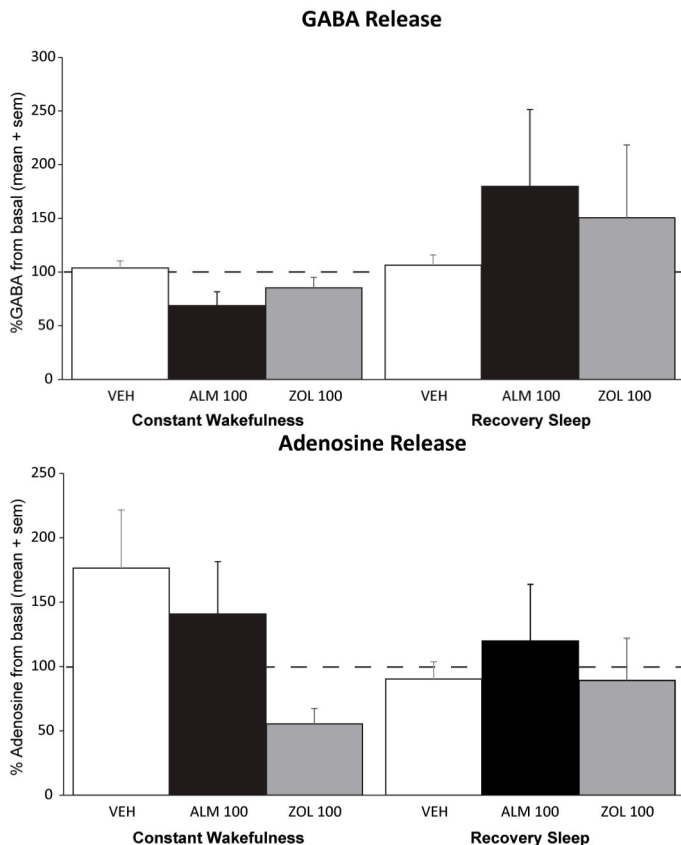 GABA Release
%GABA from basal (mean + sem)
300
250
200
150
100
50
0
VEH ALM 100 ZOL 100 VEH ALM 100 ZOL 100
Constant Wakefulness Recovery Sleep
Adenosine Release
% Adenosine from basal (mean + sem)
250
200
150
100
50
0
VEH ALM 100 ZOL 100 VEH ALM 100 ZOL 100
Constant Wakefulness Recovery Sleep